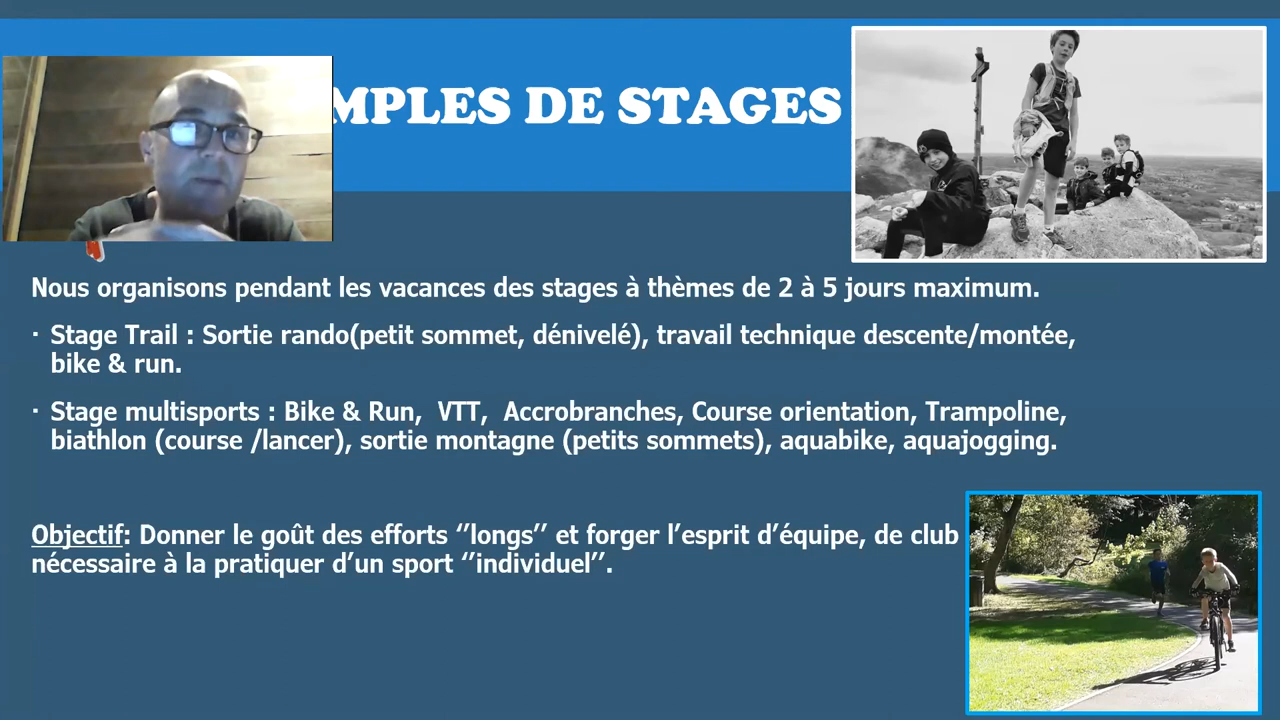 MPLES DE STAGES
Nous organisons pendant les vacances des stages à thèmes de 2 à 5 jours maximum.
· Stage Trail : Sortie rando(petit sommet, dénivelé), travail technique descente/montée,
bike & run.
· Stage multisports : Bike & Run, VTT, Accrobranches, Course orientation, Trampoline,
biathlon (course /lancer), sortie montagne (petits sommets), aquabike, aquajogging.
Objectif: Donner le goût des efforts ‘’longs’’ et forger l’esprit d’équipe, de club
nécessaire à la pratiquer d’un sport ‘’individuel’’.